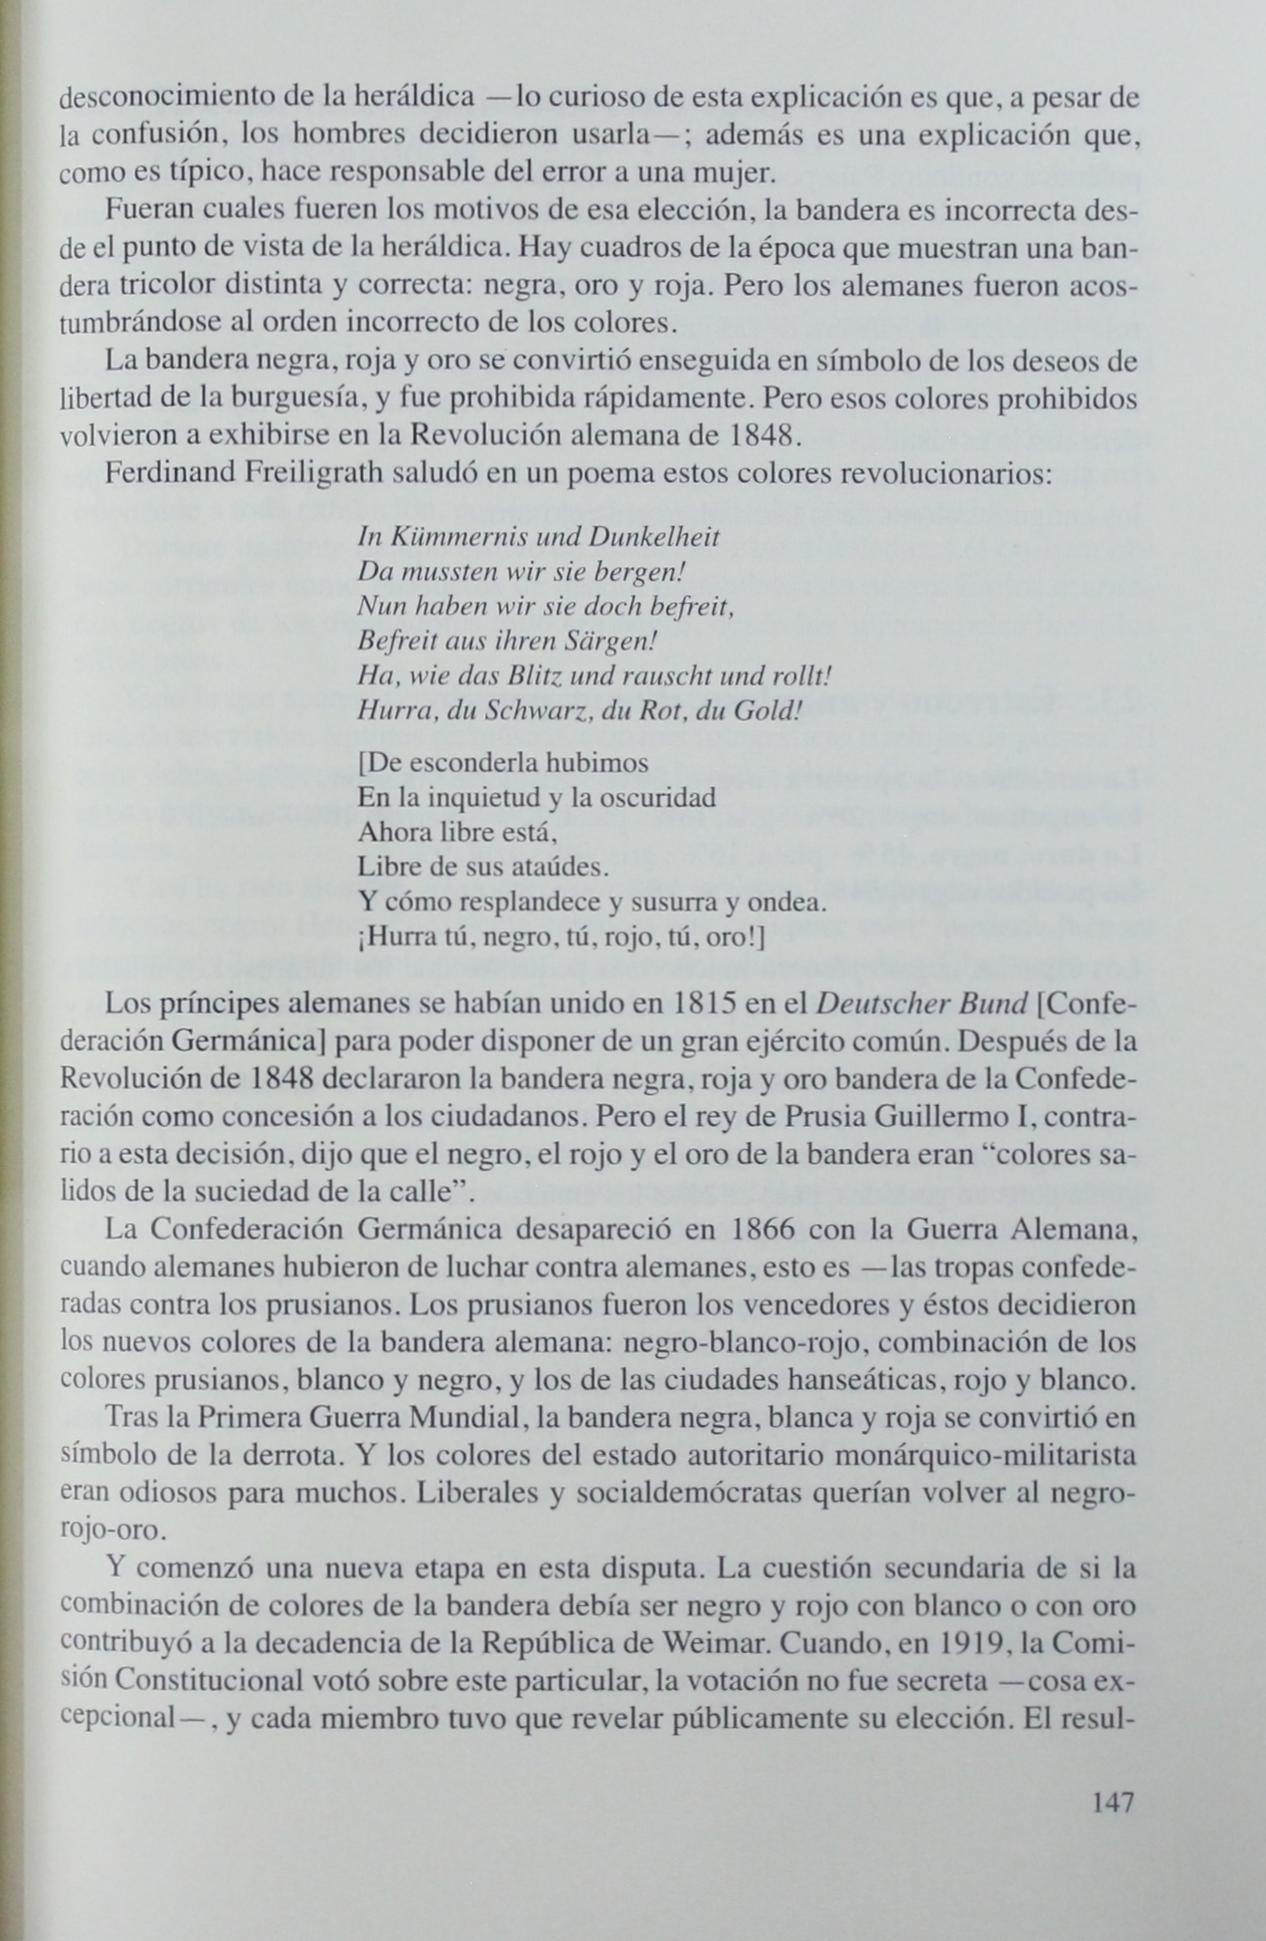 desconocimiento de la heráldica —lo curioso de esta explicación es que, a pesar de
la confusión, los hombres decidieron usarla—; además es una explicación que,
como es típico, hace responsable del error a una mujer.
Fueran cuales fueren los motivos de esa elección, la bandera es incorrecta des-
de el punto de vista de la heráldica. Hay cuadros de la época que muestran una ban-
dera tricolor distinta y correcta: negra, oro y roja. Pero los alemanes fueron acos-
tumbrándose al orden incorrecto de los colores.
La bandera negra, roja y oro se convirtió enseguida en símbolo de los deseos de
libertad de la burguesía, y fue prohibida rápidamente. Pero esos colores prohibidos
volvieron a exhibirse en la Revolución alemana de 1848.
Ferdinand Freiligrath saludó en un poema estos colores revolucionarios:
In Kümmernis und Dunkelheit
Da mussten wir sie bergen!
Nun haben wir sie doch befreit,
Befreit aus ihren Särgen!
Ha, wie das Blitz und rauscht und rollt!
Hurra, du Schwarz, du Rot, du Gold!
[De esconderla hubimos
En la inquietud y la oscuridad
Ahora libre está,
Libre de sus ataúdes.
Y cómo resplandece y susurra y ondea.
¡Hurra tú, negro, tú, rojo, tú, oro!]
Los príncipes alemanes se habían unido en 1815 en el Deutscher Bund [Confe-
deración Germánica] para poder disponer de un gran ejército común. Después de la
Revolución de 1848 declararon la bandera negra, roja y oro bandera de la Confede-
ración como concesión a los ciudadanos. Pero el rey de Prusia Guillermo I, contra-
rio a esta decisión, dijo que el negro, el rojo y el oro de la bandera eran “colores sa-
lidos de la suciedad de la calle”.
La Confederación Germánica desapareció en 1866 con la Guerra Alemana,
cuando alemanes hubieron de luchar contra alemanes, esto es —las tropas confede-
radas contra los prusianos. Los prusianos fueron los vencedores y éstos decidieron
los nuevos colores de la bandera alemana: negro-blanco-rojo, combinación de los
colores prusianos, blanco y negro, y los de las ciudades hanseáticas, rojo y blanco.
Tras la Primera Guerra Mundial, la bandera negra, blanca y roja se convirtió en
símbolo de la derrota. Y los colores del estado autoritario monárquico-militarista
eran odiosos para muchos. Liberales y socialdemócratas querían volver al negro-
rojo-oro.
Y comenzó una nueva etapa en esta disputa. La cuestión secundaria de si la
combinación de colores de la bandera debía ser negro y rojo con blanco o con oro
contribuyó a la decadencia de la República de Weimar. Cuando, en 1919, la Comi-
sión Constitucional votó sobre este particular, la votación no fue secreta —cosa ex-
cepcional—, y cada miembro tuvo que revelar públicamente su elección. El resul-
147